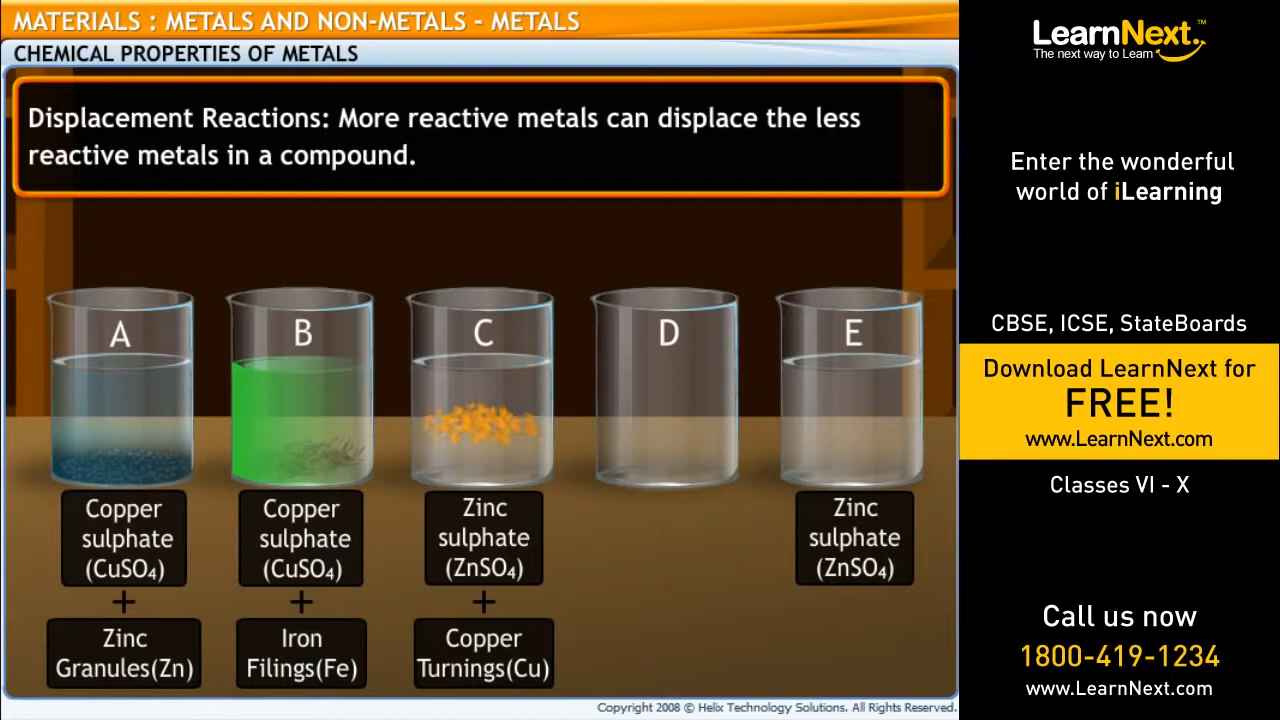 MATERIALS : METALS AND NON-METALS - METALS
CHEMICAL PROPERTIES OF METALS
Displacement Reactions: More reactive metals can displace the less
reactive metals in a compound.
A
B
C
D
E
Copper
sulphate
(CuSO₄)
+
Zinc
Granules(Zn)
Copper
sulphate
(CuSO₄)
+
Iron
Filings(Fe)
Zinc
sulphate
(ZnSO₄)
+
Copper
Turnings(Cu)
Zinc
sulphate
(ZnSO₄)
Copyright 2008 © Helix Technology Solutions. All Rights Reserved.
LearnNext.™
The next way to Learn
Enter the wonderful
world of iLearning
CBSE, ICSE, StateBoards
Download LearnNext for
FREE!
www.LearnNext.com
Classes VI - X
Call us now
1800-419-1234
www.LearnNext.com